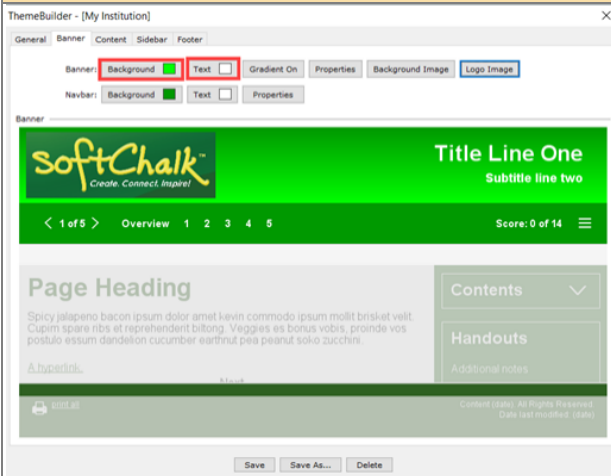 ThemeBuilder - [My Institution]
General Banner Content Sidebar Footer
Banner: Background Text Gradient On Properties Background Image Logo Image
Navbar: Background Text Properties
Banner
SoftChalk™
Create. Connect. Inspire!
Title Line One
Subtitle line two
< 1 of 5 > Overview 1 2 3 4 5 Score: 0 of 14
Page Heading
Spicy jalapeno bacon ipsum dolor amet kevin commodo ipsum mollit brisket velit.
Cupim spare ribs et reprehenderit biltong. Veggies es bonus vobis, proinde vos
postulo essum dandelion cucumber earthnut pea peanut soko zucchini.
A hyperlink.
Next
Contents
Handouts
Additional notes
print all
Content {date}. All Rights Reserved.
Date last modified: {date}
Save Save As... Delete